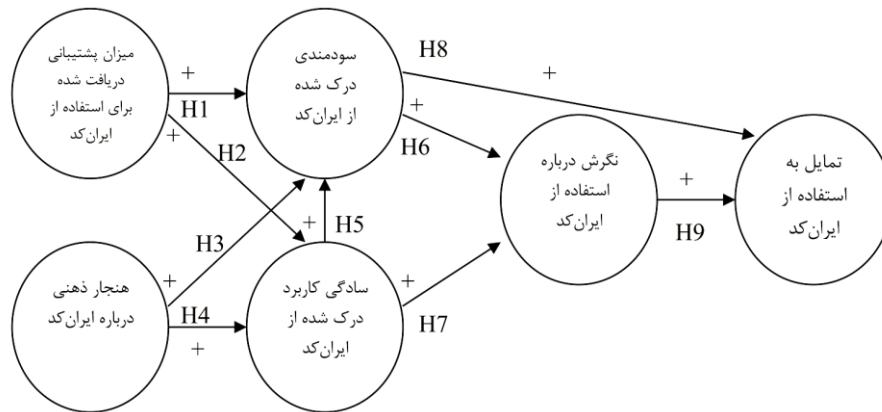 میزان پشتیبانی
دریافت شده
برای استفاده از
ایران‌کد
+
H1
+
H2
سودمندی
درک شده
از ایران‌کد
H8
+
+
H6
نگرش درباره
استفاده از
ایران‌کد
+
H9
تمایل به
استفاده از
ایران‌کد
هنجار ذهنی
درباره ایران‌کد
+
H3
H4
+
+
H5
سادگی کاربرد
درک شده از
ایران‌کد
+
H7